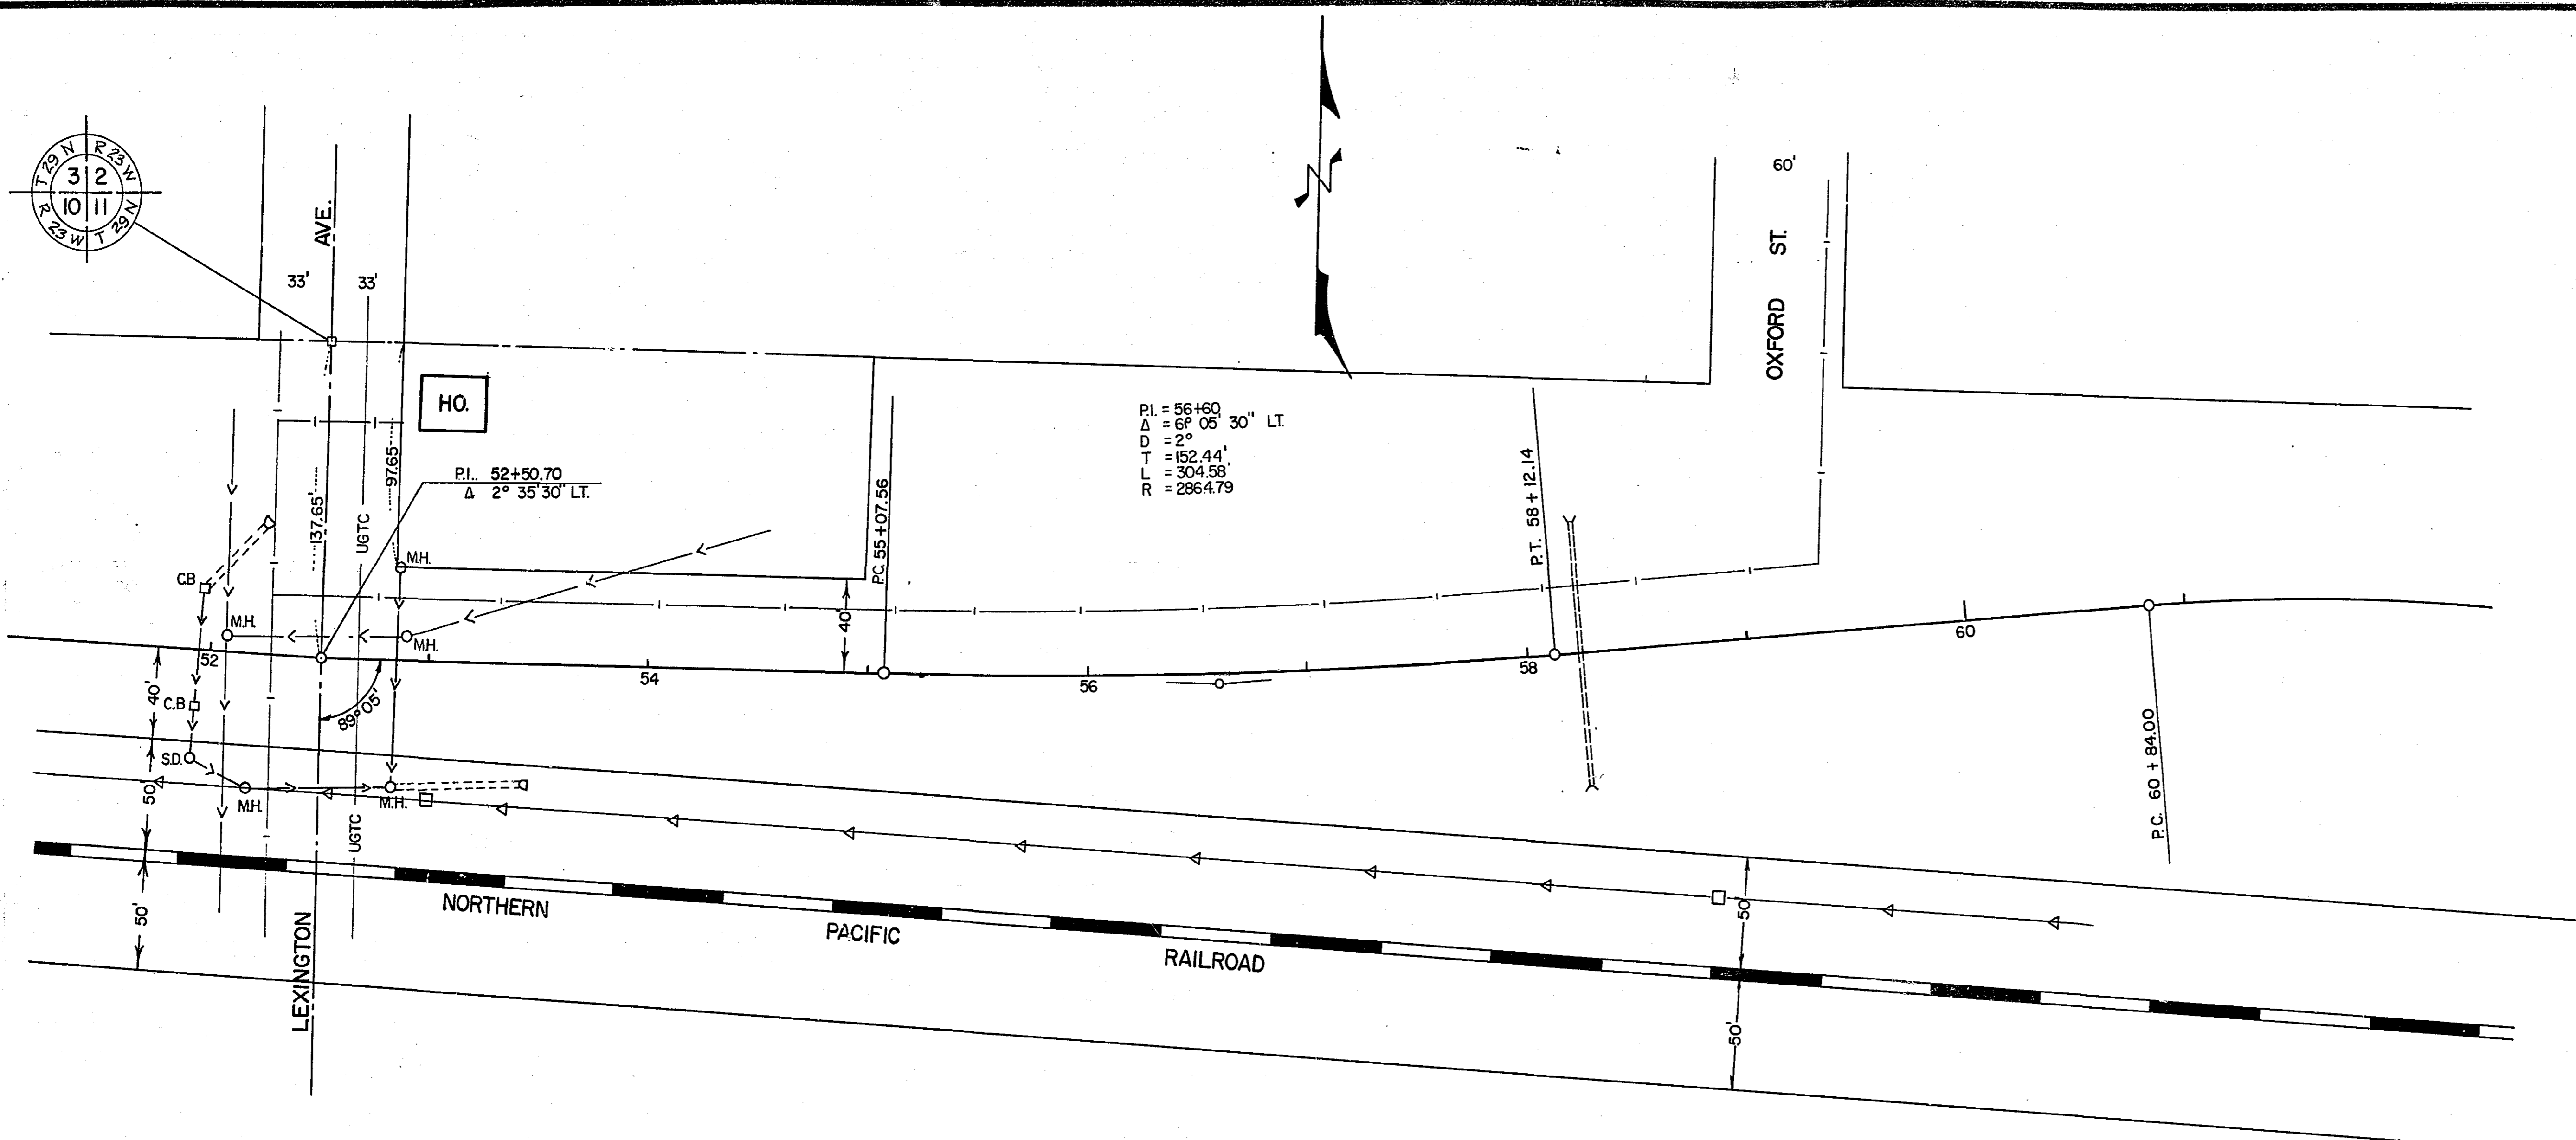 T 29 N R 23 W
3 2
10 11
R 23 W T 29 N
AVE.
33' 33'
60'
OXFORD ST.
HO.
P.I. = 56+60
Δ = 6° 05' 30" LT.
D = 2°
T = 152.44'
L = 304.58'
R = 2864.79
P.I.. 52+50.70
Δ 2° 35' 30" LT.
137.65'
97.65'
UGTC
P.C. 55+07.56
P.T. 58+12.14
M.H.
C.B
M.H.
M.H.
40'
52
54
56
58
60
40'
C.B
89° 05'
S.D.
50'
M.H.
M.H.
UGTC
P.C. 60+84.00
50'
LEXINGTON
NORTHERN
PACIFIC
RAILROAD
50'
50'